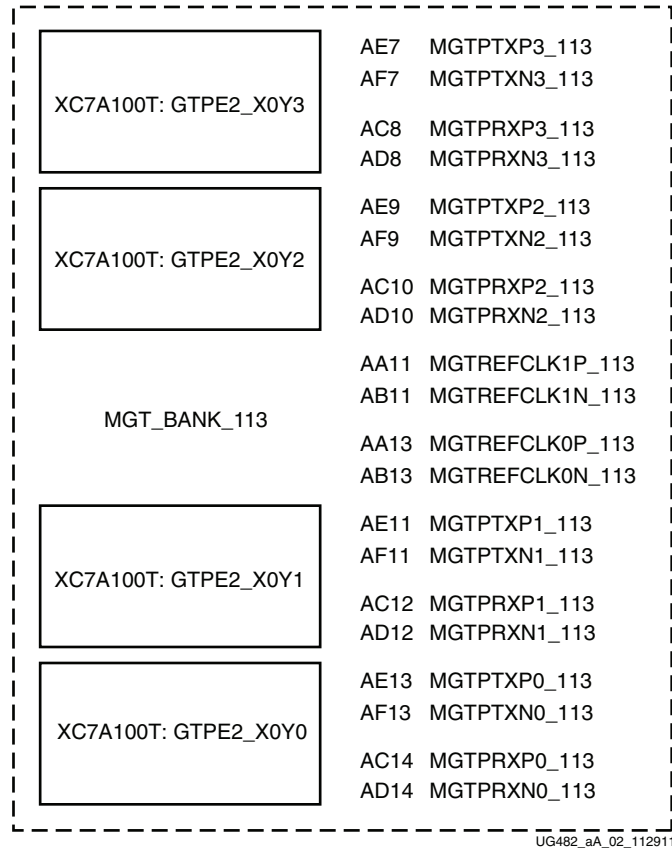 XC7A100T: GTPE2_X0Y3
AE7 MGTPTXP3_113
AF7 MGTPTXN3_113
AC8 MGTPRXP3_113
AD8 MGTPRXN3_113
XC7A100T: GTPE2_X0Y2
AE9 MGTPTXP2_113
AF9 MGTPTXN2_113
AC10 MGTPRXP2_113
AD10 MGTPRXN2_113
MGT_BANK_113
AA11 MGTREFCLK1P_113
AB11 MGTREFCLK1N_113
AA13 MGTREFCLK0P_113
AB13 MGTREFCLK0N_113
XC7A100T: GTPE2_X0Y1
AE11 MGTPTXP1_113
AF11 MGTPTXN1_113
AC12 MGTPRXP1_113
AD12 MGTPRXN1_113
XC7A100T: GTPE2_X0Y0
AE13 MGTPTXP0_113
AF13 MGTPTXN0_113
AC14 MGTPRXP0_113
AD14 MGTPRXN0_113
UG482_aA_02_112911